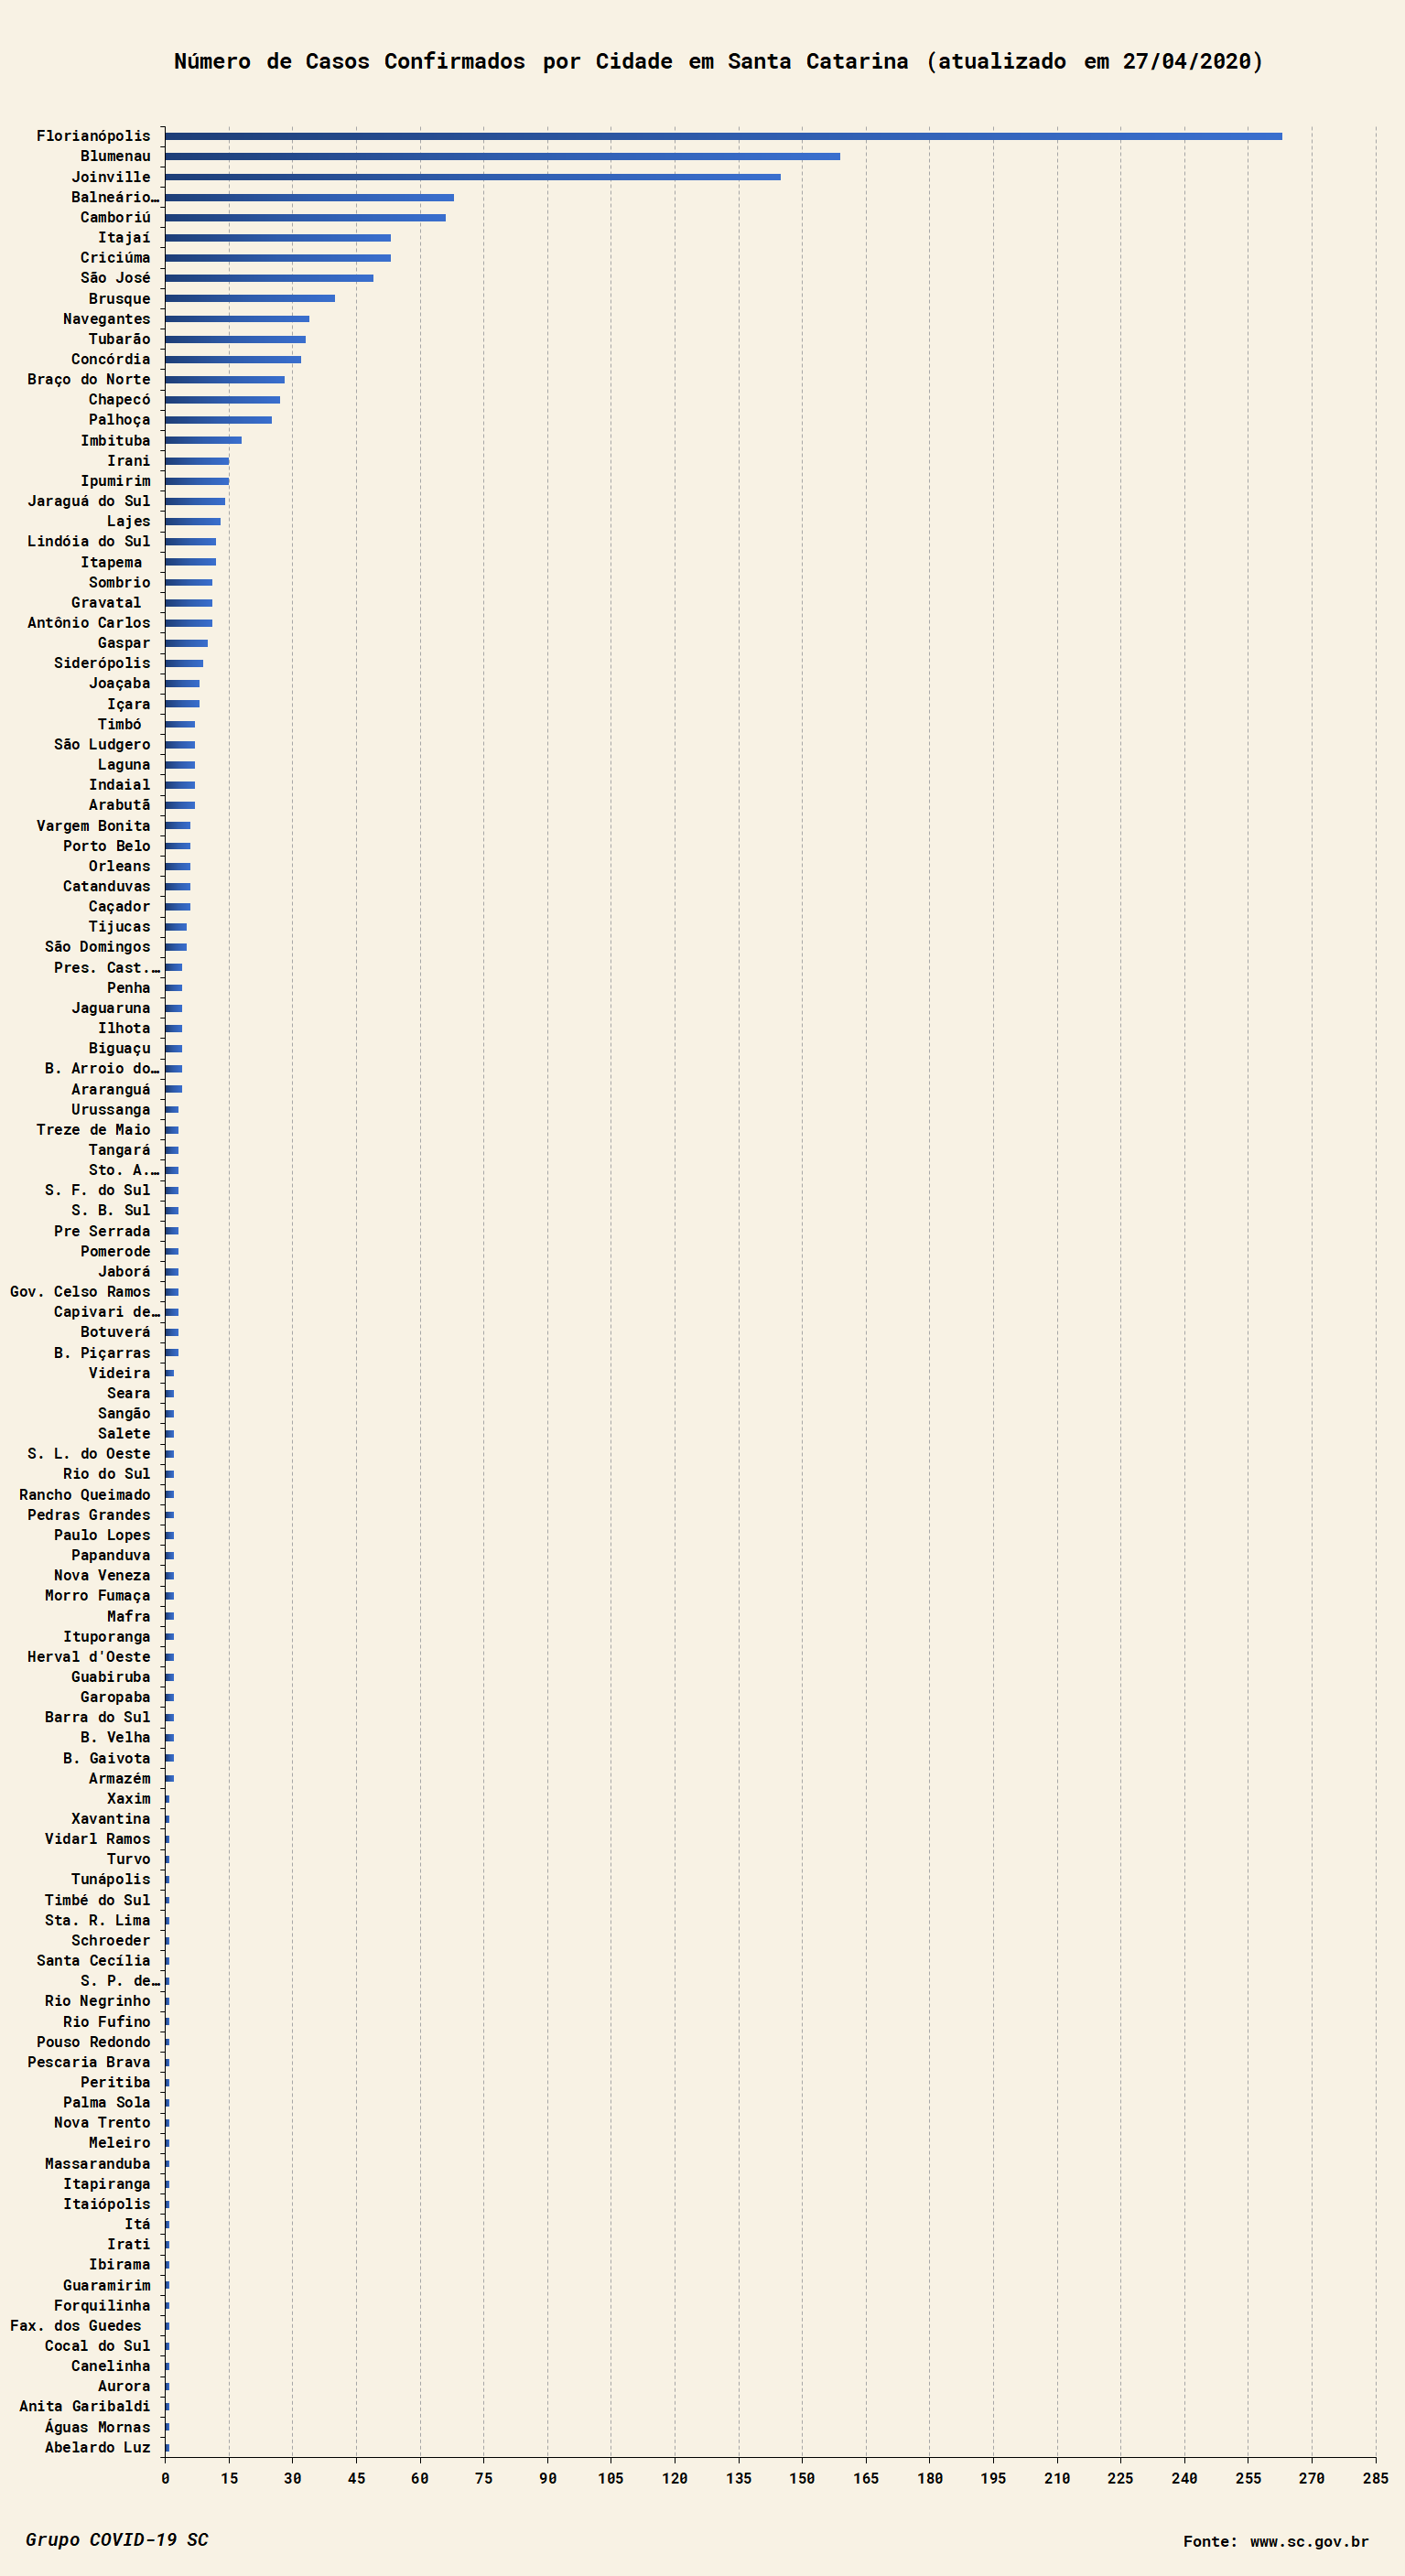 Número de Casos Confirmados por Cidade em Santa Catarina (atualizado em 27/04/2020)
Florianópolis
Blumenau
Joinville
Balneário…
Camboriú
Itajaí
Criciúma
São José
Brusque
Navegantes
Tubarão
Concórdia
Braço do Norte
Chapecó
Palhoça
Imbituba
Irani
Ipumirim
Jaraguá do Sul
Lajes
Lindóia do Sul
Itapema
Sombrio
Gravatal
Antônio Carlos
Gaspar
Siderópolis
Joaçaba
Içara
Timbó
São Ludgero
Laguna
Indaial
Arabutã
Vargem Bonita
Porto Belo
Orleans
Catanduvas
Caçador
Tijucas
São Domingos
Pres. Cast.…
Penha
Jaguaruna
Ilhota
Biguaçu
B. Arroio do…
Araranguá
Urussanga
Treze de Maio
Tangará
Sto. A.…
S. F. do Sul
S. B. Sul
Pre Serrada
Pomerode
Jaborá
Gov. Celso Ramos
Capivari de…
Botuverá
B. Piçarras
Videira
Seara
Sangão
Salete
S. L. do Oeste
Rio do Sul
Rancho Queimado
Pedras Grandes
Paulo Lopes
Papanduva
Nova Veneza
Morro Fumaça
Mafra
Ituporanga
Herval d'Oeste
Guabiruba
Garopaba
Barra do Sul
B. Velha
B. Gaivota
Armazém
Xaxim
Xavantina
Vidarl Ramos
Turvo
Tunápolis
Timbé do Sul
Sta. R. Lima
Schroeder
Santa Cecília
S. P. de…
Rio Negrinho
Rio Fufino
Pouso Redondo
Pescaria Brava
Peritiba
Palma Sola
Nova Trento
Meleiro
Massaranduba
Itapiranga
Itaiópolis
Itá
Irati
Ibirama
Guaramirim
Forquilinha
Fax. dos Guedes
Cocal do Sul
Canelinha
Aurora
Anita Garibaldi
Águas Mornas
Abelardo Luz
0 15 30 45 60 75 90 105 120 135 150 165 180 195 210 225 240 255 270 285
Grupo COVID-19 SC
Fonte: www.sc.gov.br